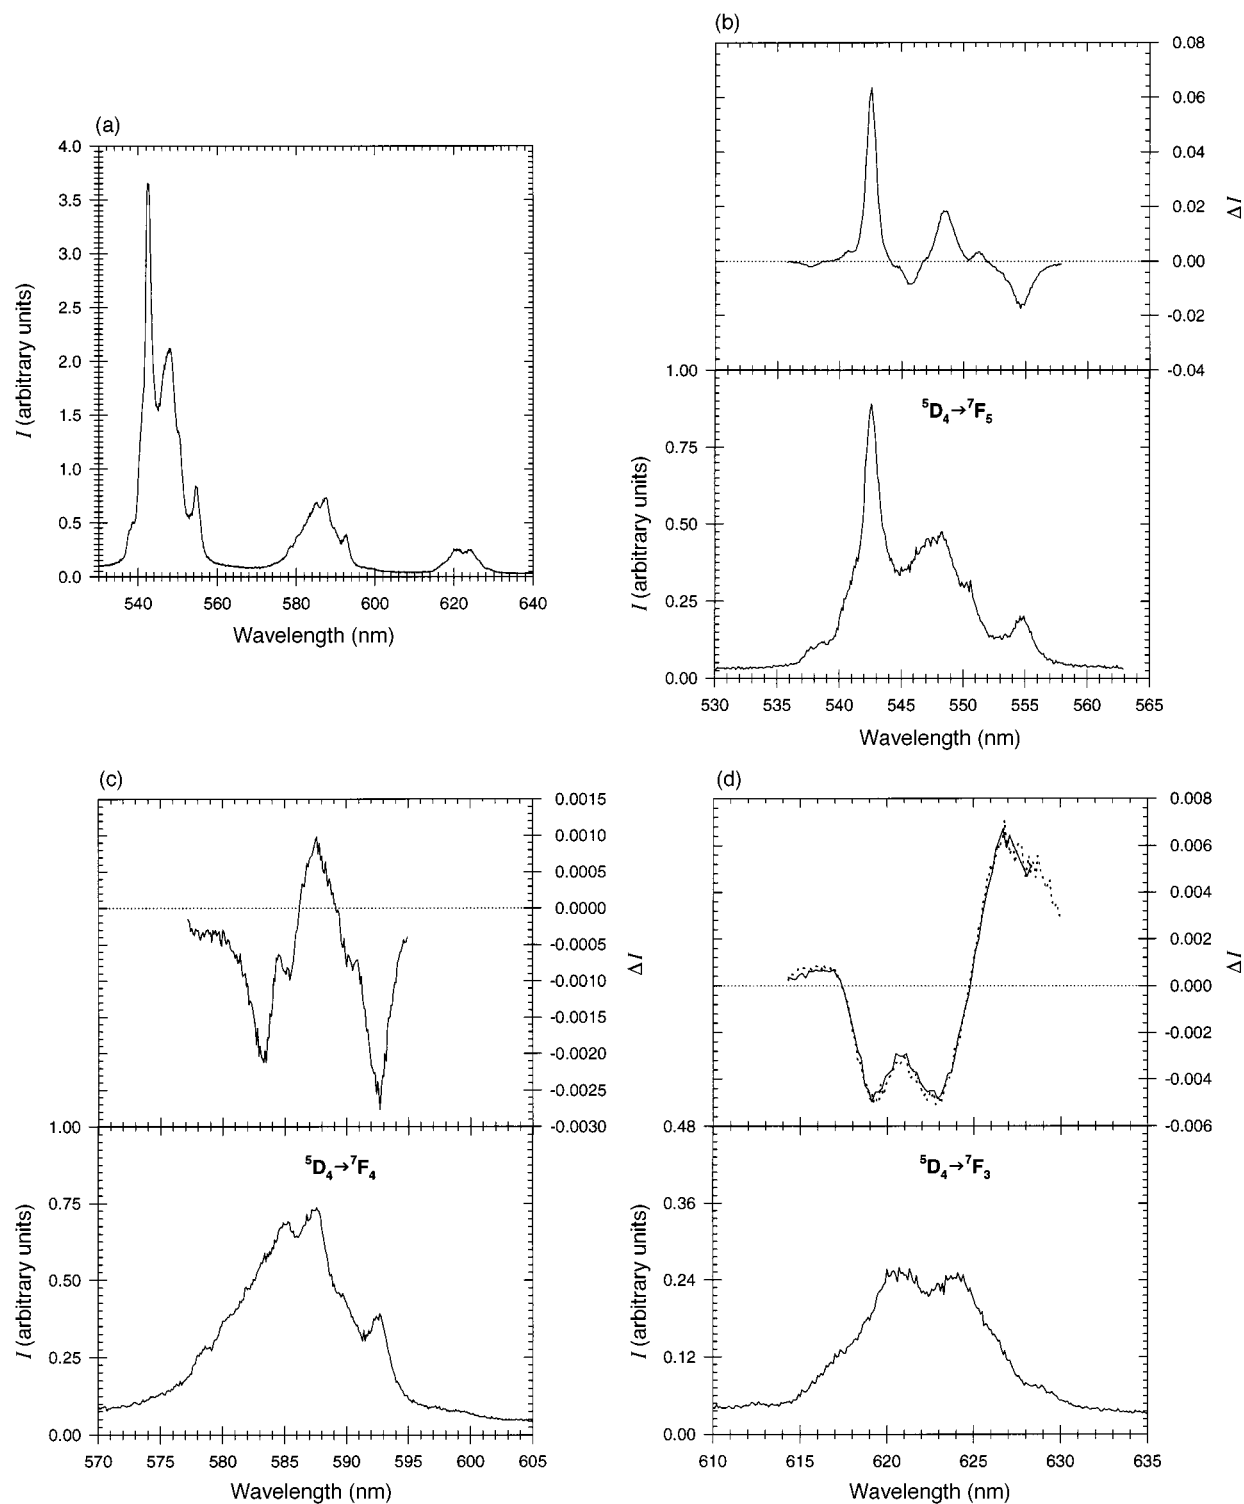 (a)
4.0
3.5
3.0
2.5
2.0
1.5
1.0
0.5
0.0
I (arbitrary units)
540 560 580 600 620 640
Wavelength (nm)
(b)
0.08
0.06
0.04
0.02
0.00
-0.02
-0.04
ΔI
1.00
0.75
0.50
0.25
0.00
I (arbitrary units)
⁵D₄→⁷F₅
530 535 540 545 550 555 560 565
Wavelength (nm)
(c)
0.0015
0.0010
0.0005
0.0000
-0.0005
-0.0010
-0.0015
-0.0020
-0.0025
-0.0030
ΔI
1.00
0.75
0.50
0.25
0.00
I (arbitrary units)
⁵D₄→⁷F₄
570 575 580 585 590 595 600 605
Wavelength (nm)
(d)
0.008
0.006
0.004
0.002
0.000
-0.002
-0.004
-0.006
ΔI
0.48
0.36
0.24
0.12
0.00
I (arbitrary units)
⁵D₄→⁷F₃
610 615 620 625 630 635
Wavelength (nm)